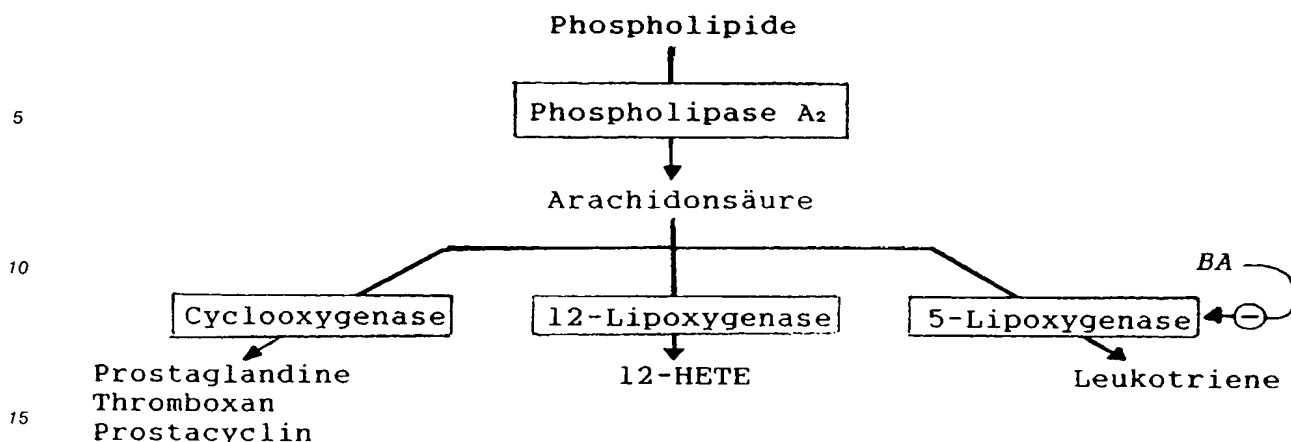 Phospholipide
5
Phospholipase A₂
Arachidonsäure
10
BA
Cyclooxygenase
12-Lipoxygenase
5-Lipoxygenase
−
Prostaglandine
12-HETE
Leukotriene
Thromboxan
15
Prostacyclin